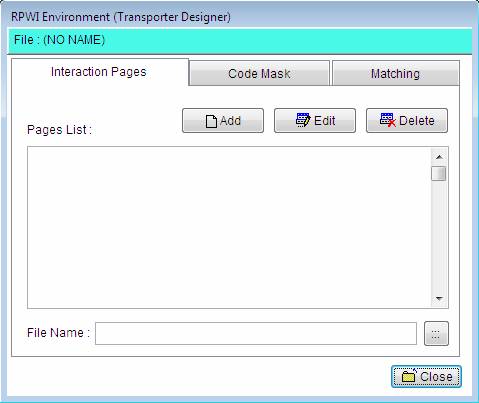 RPWI Environment (Transporter Designer)
File : (NO NAME)
Interaction Pages
Code Mask
Matching
Pages List :
Add
Edit
Delete
File Name :
:::
Close